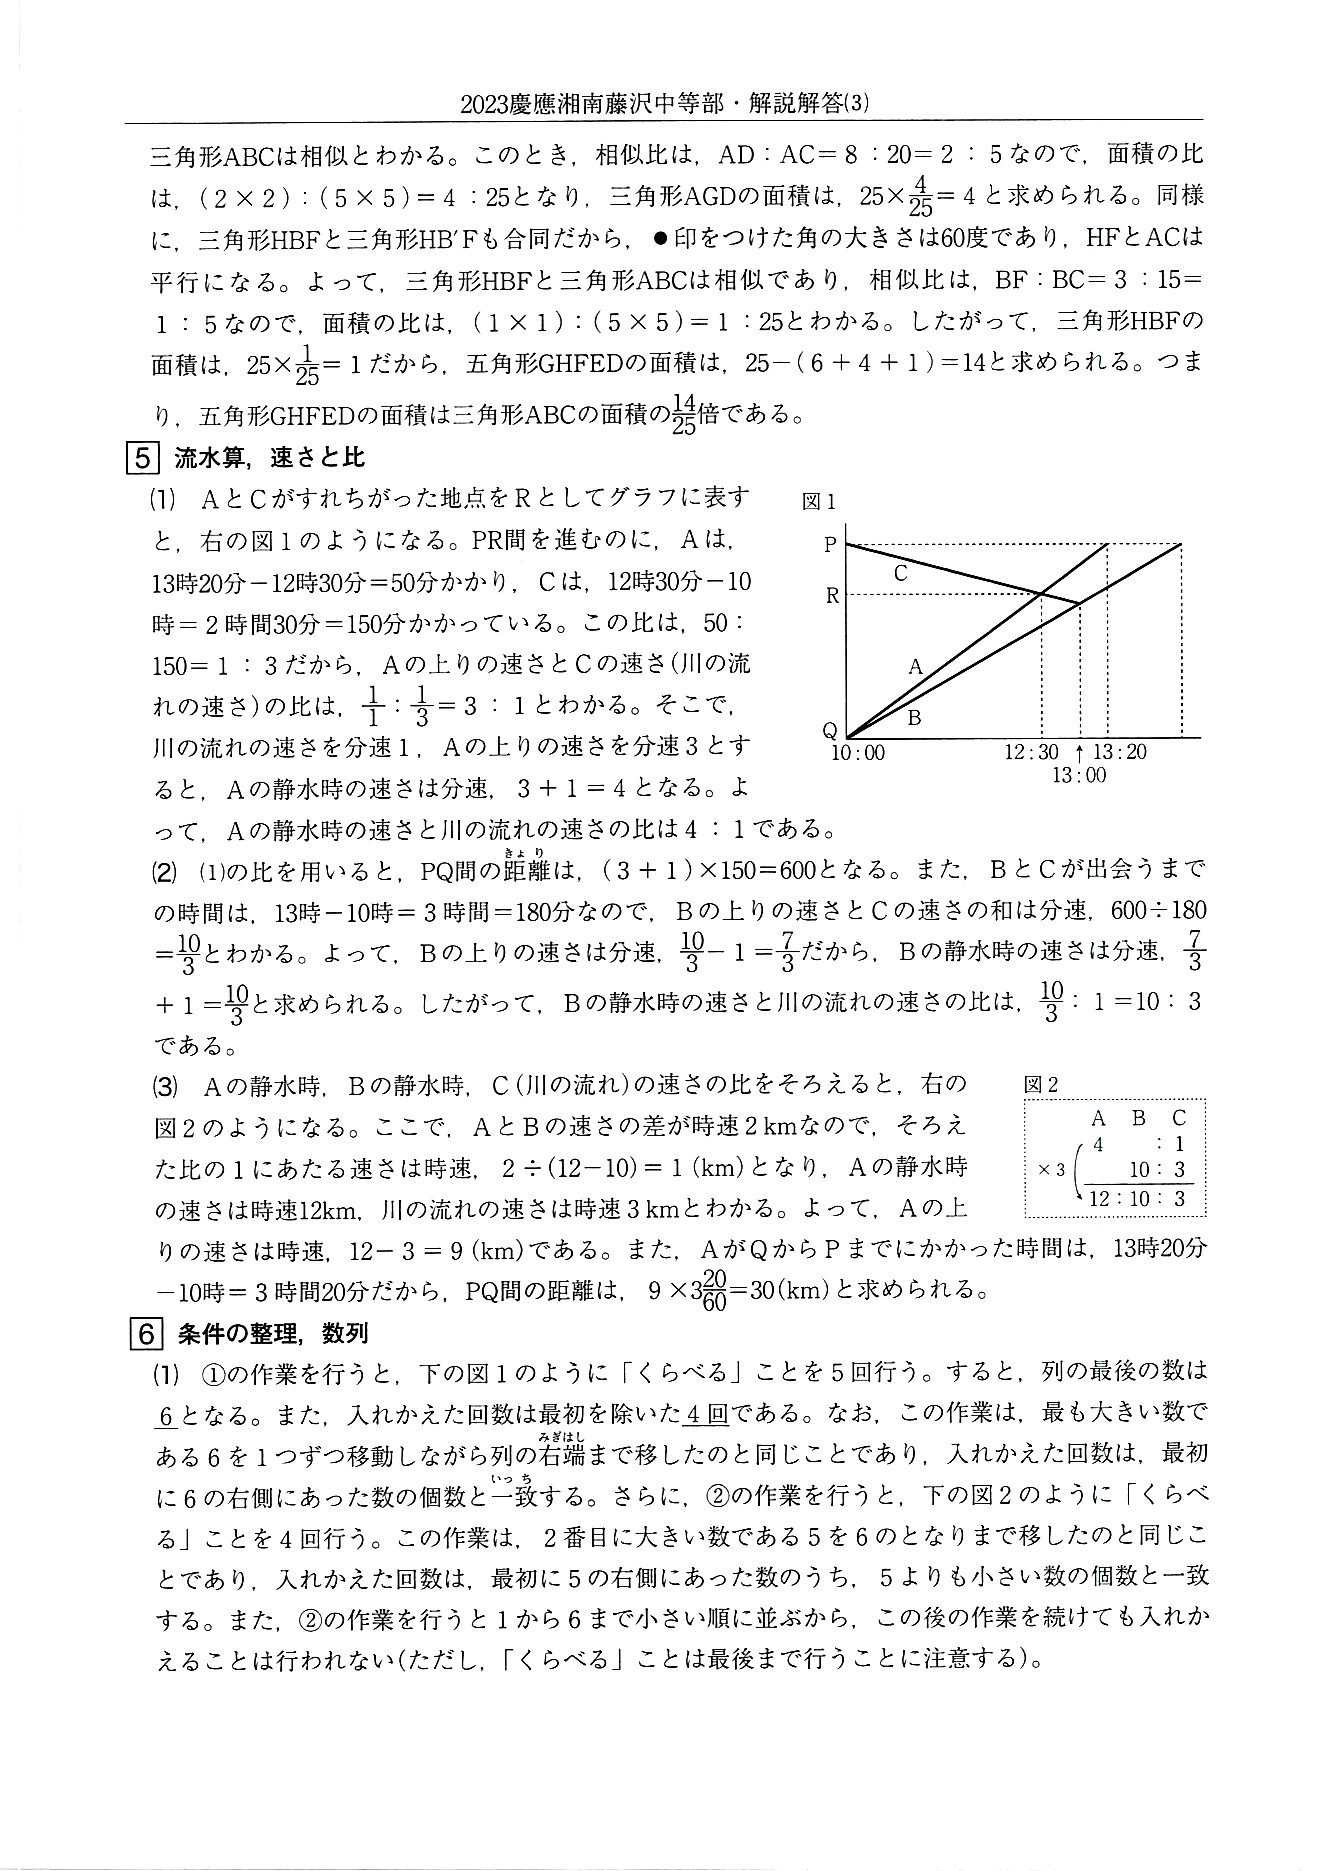 2023慶應湘南藤沢中等部・解説解答(3)
三角形ABCは相似とわかる。このとき，相似比は，AD：AC＝8：20＝2：5なので，面積の比
は，(2×2)：(5×5)＝4：25となり，三角形AGDの面積は，25×4/25＝4と求められる。同様
に，三角形HBFと三角形HB′Fも合同だから，●印をつけた角の大きさは60度であり，HFとACは
平行になる。よって，三角形HBFと三角形ABCは相似であり，相似比は，BF：BC＝3：15＝
1：5なので，面積の比は，(1×1)：(5×5)＝1：25とわかる。したがって，三角形HBFの
面積は，25×1/25＝1だから，五角形GHFEDの面積は，25－(6＋4＋1)＝14と求められる。つま
り，五角形GHFEDの面積は三角形ABCの面積の14/25倍である。
5 流水算，速さと比
(1) AとCがすれちがった地点をRとしてグラフに表す
と，右の図1のようになる。PR間を進むのに，Aは，
13時20分－12時30分＝50分かかり，Cは，12時30分－10
時＝2時間30分＝150分かかっている。この比は，50：
150＝1：3だから，Aの上りの速さとCの速さ(川の流
れの速さ)の比は，1/1：1/3＝3：1とわかる。そこで，
川の流れの速さを分速1，Aの上りの速さを分速3とす
ると，Aの静水時の速さは分速，3＋1＝4となる。よ
って，Aの静水時の速さと川の流れの速さの比は4：1である。
図1
P
C
R
A
B
Q
10:00 12:30 ↑ 13:20
13:00
きょり
(2) (1)の比を用いると，PQ間の距離は，(3＋1)×150＝600となる。また，BとCが出会うまで
の時間は，13時－10時＝3時間＝180分なので，Bの上りの速さとCの速さの和は分速，600÷180
＝10/3とわかる。よって，Bの上りの速さは分速，10/3－1＝7/3だから，Bの静水時の速さは分速，7/3
＋1＝10/3と求められる。したがって，Bの静水時の速さと川の流れの速さの比は，10/3：1＝10：3
である。
(3) Aの静水時，Bの静水時，C(川の流れ)の速さの比をそろえると，右の
図2のようになる。ここで，AとBの速さの差が時速2kmなので，そろえ
た比の1にあたる速さは時速，2÷(12－10)＝1(km)となり，Aの静水時
の速さは時速12km，川の流れの速さは時速3kmとわかる。よって，Aの上
りの速さは時速，12－3＝9(km)である。また，AがQからPまでにかかった時間は，13時20分
－10時＝3時間20分だから，PQ間の距離は，9×3 20/60＝30(km)と求められる。
図2
A B C
4 ：1
×3 10：3
12：10：3
6 条件の整理，数列
(1) ①の作業を行うと，下の図1のように「くらべる」ことを5回行う。すると，列の最後の数は
6となる。また，入れかえた回数は最初を除いた4回である。なお，この作業は，最も大きい数で
みぎはし
ある6を1つずつ移動しながら列の右端まで移したのと同じことであり，入れかえた回数は，最初
いっち
に6の右側にあった数の個数と一致する。さらに，②の作業を行うと，下の図2のように「くらべ
る」ことを4回行う。この作業は，2番目に大きい数である5を6のとなりまで移したのと同じこ
とであり，入れかえた回数は，最初に5の右側にあった数のうち，5よりも小さい数の個数と一致
する。また，②の作業を行うと1から6まで小さい順に並ぶから，この後の作業を続けても入れか
えることは行われない(ただし，「くらべる」ことは最後まで行うことに注意する)。